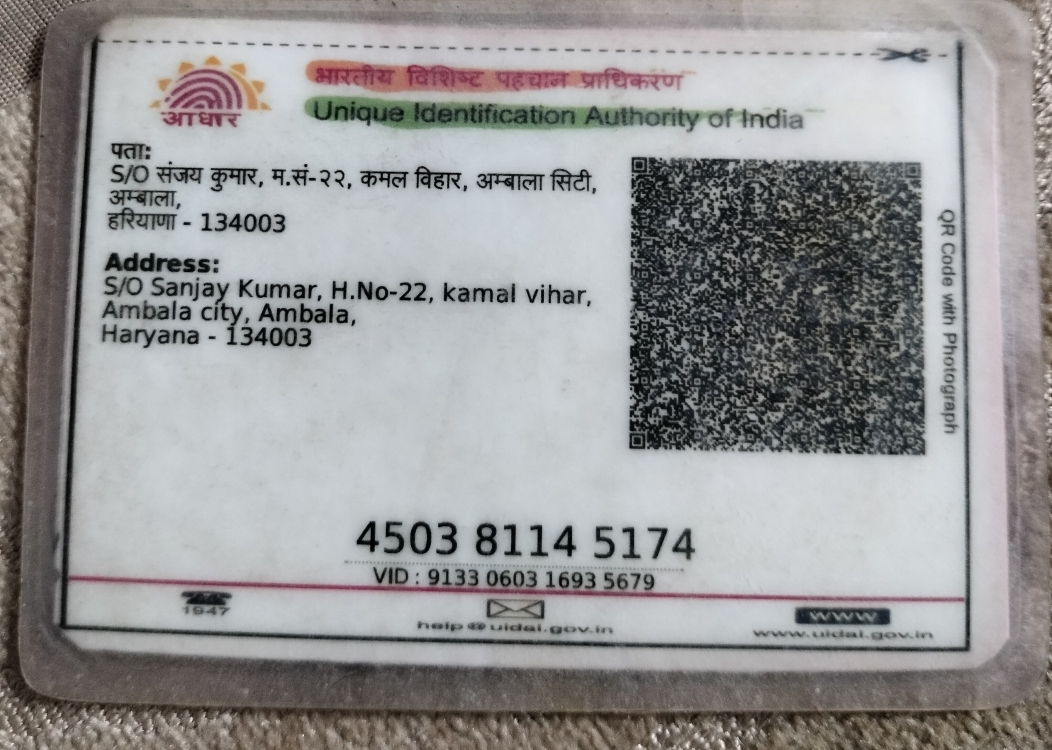 भारतीय विशिष्ट पहचान प्राधिकरण
Unique Identification Authority of India
आधार
पता:
S/O संजय कुमार, म.सं-२२, कमल विहार, अम्बाला सिटी,
अम्बाला,
हरियाणा - 134003
Address:
S/O Sanjay Kumar, H.No-22, kamal vihar,
Ambala city, Ambala,
Haryana - 134003
QR Code with Photograph
4503 8114 5174
VID : 9133 0603 1693 5679
1947
help@uidai.gov.in
www
www.uidai.gov.in